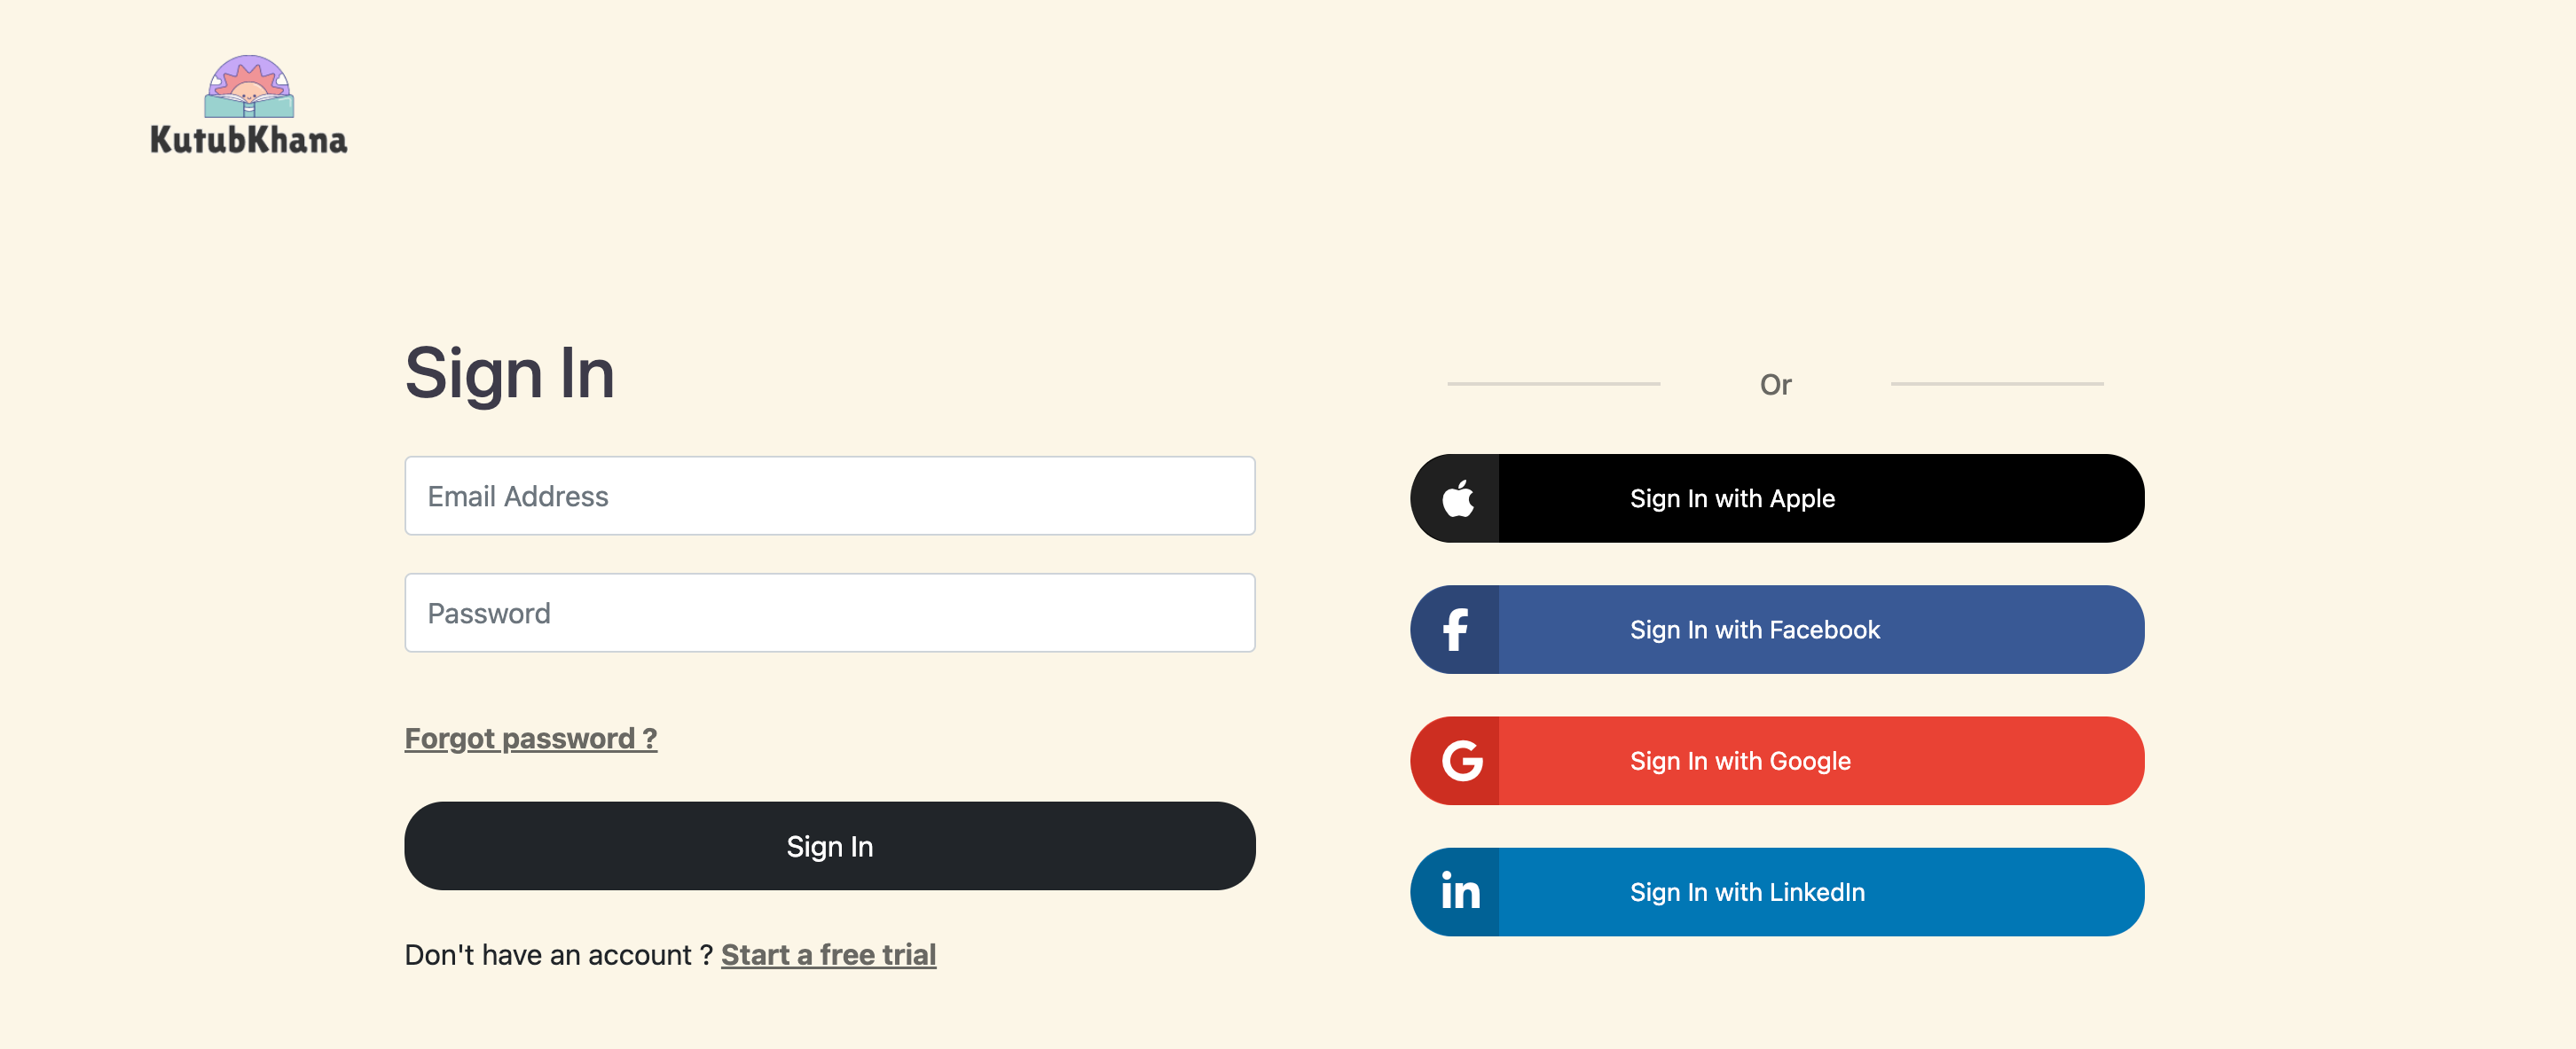 KutubKhana
Sign In
Email Address
Password
Forgot password ?
Sign In
Don't have an account ? Start a free trial
Or
Sign In with Apple
Sign In with Facebook
Sign In with Google
Sign In with LinkedIn